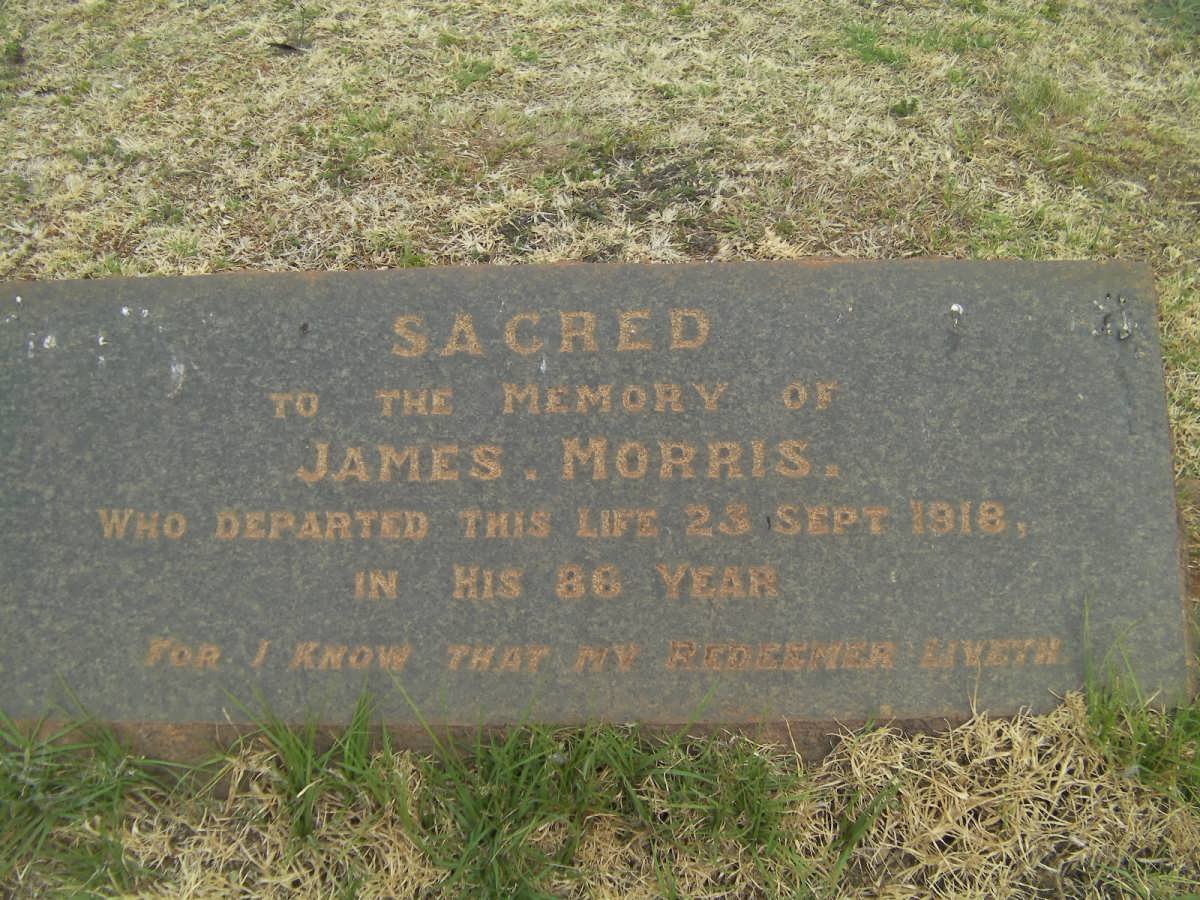 SACRED
TO THE MEMORY OF
JAMES. MORRIS.
WHO DEPARTED THIS LIFE 23 SEPT 1918,
IN HIS YEAR
FOR I KNOW THAT MY REDEEMER LIVETH